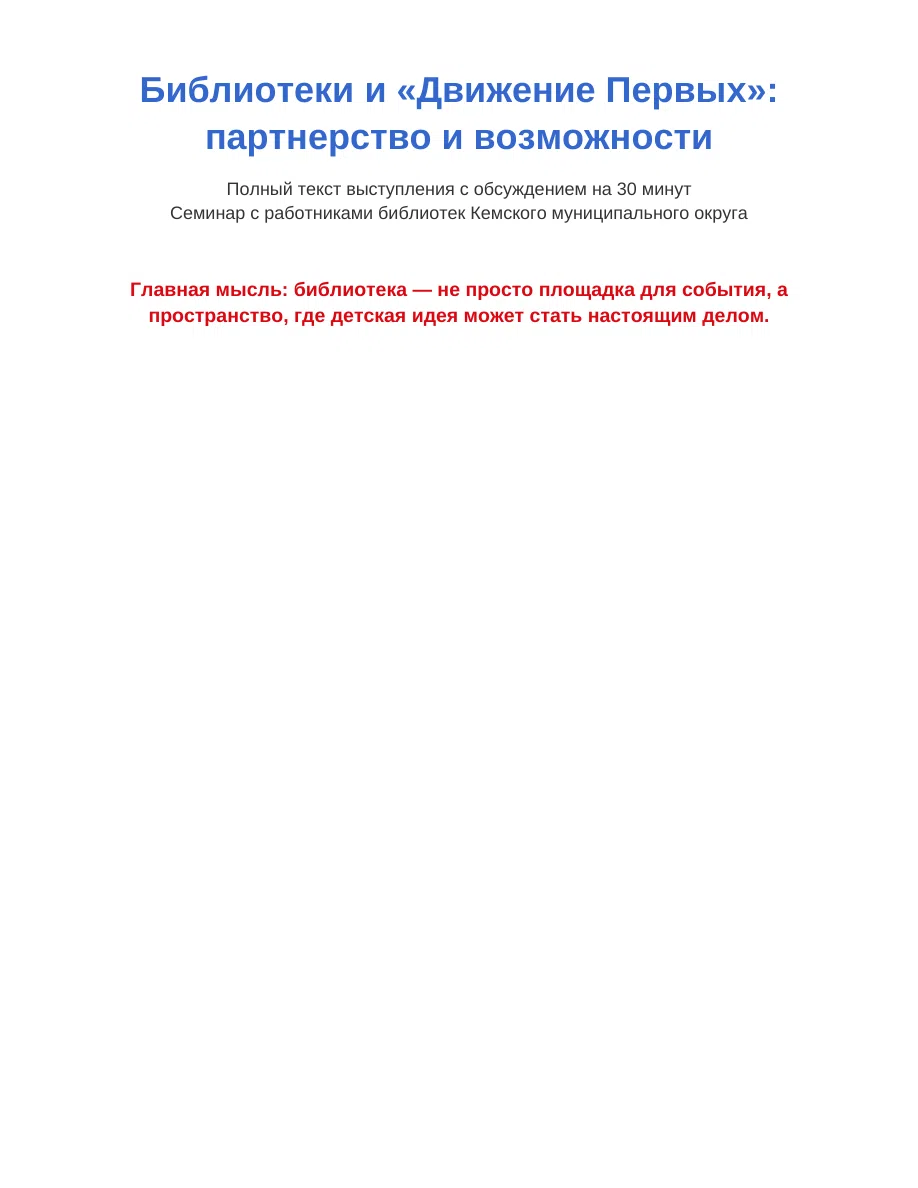 Библиотеки и «Движение Первых»:
партнерство и возможности
Полный текст выступления с обсуждением на 30 минут
Семинар с работниками библиотек Кемского муниципального округа
Главная мысль: библиотека — не просто площадка для события, а
пространство, где детская идея может стать настоящим делом.